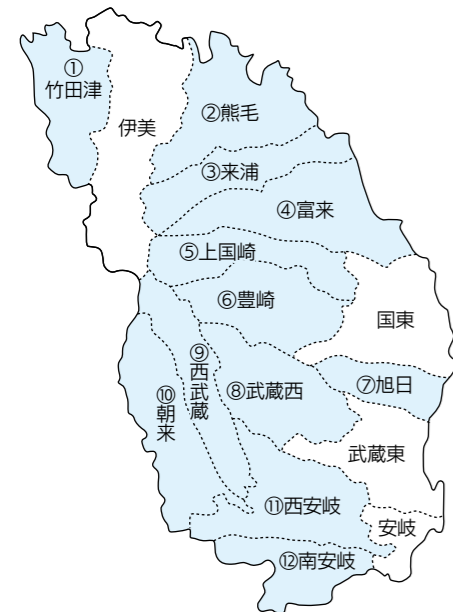 ①
竹田津
伊美
②熊毛
③来浦
④富来
⑤上国崎
⑥豊崎
国東
⑦旭日
⑧武蔵西
⑨西武蔵
⑩朝来
武蔵東
⑪西安岐
安岐
⑫南安岐